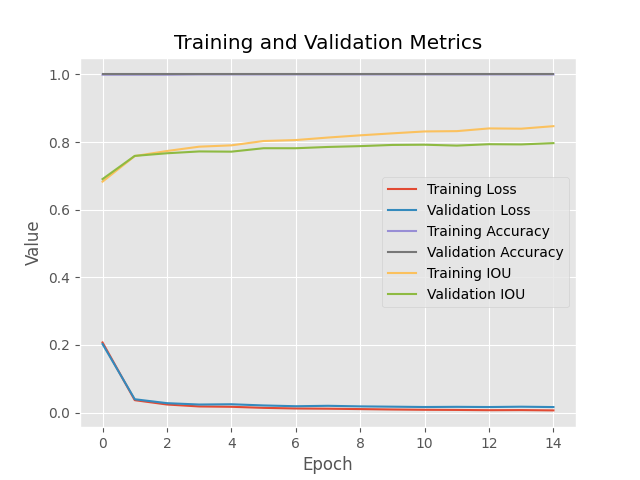 Training and Validation Metrics
1.0
0.8
0.6
0.4
0.2
0.0
Value
Training Loss
Validation Loss
Training Accuracy
Validation Accuracy
Training IOU
Validation IOU
0 2 4 6 8 10 12 14
Epoch